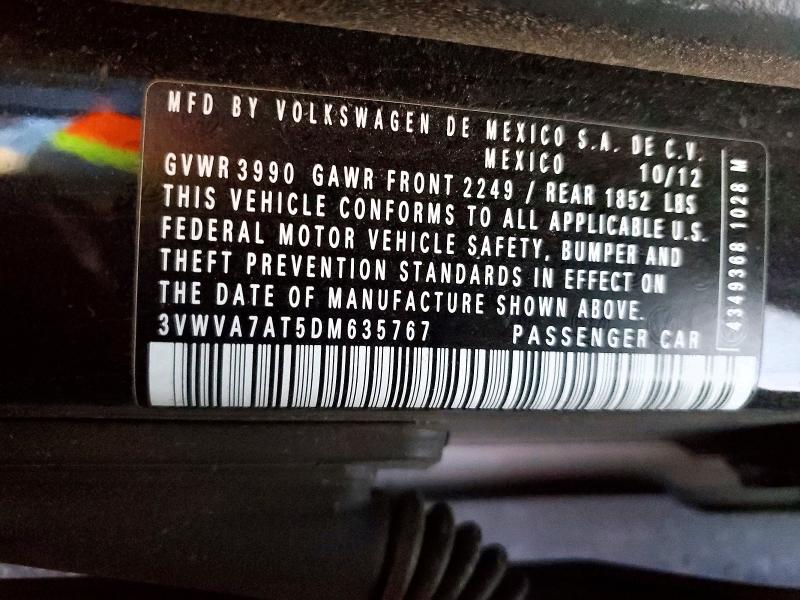 MFD BY VOLKSWAGEN DE MEXICO S.A. DE C.V.
MEXICO 10/12
GVWR 3990 GAWR FRONT 2249 / REAR 1852 LBS
THIS VEHICLE CONFORMS TO ALL APPLICABLE U.S.
FEDERAL MOTOR VEHICLE SAFETY, BUMPER AND
THEFT PREVENTION STANDARDS IN EFFECT ON
THE DATE OF MANUFACTURE SHOWN ABOVE.
3VWVA7AT5DM635767 PASSENGER CAR
4349368 1028 M